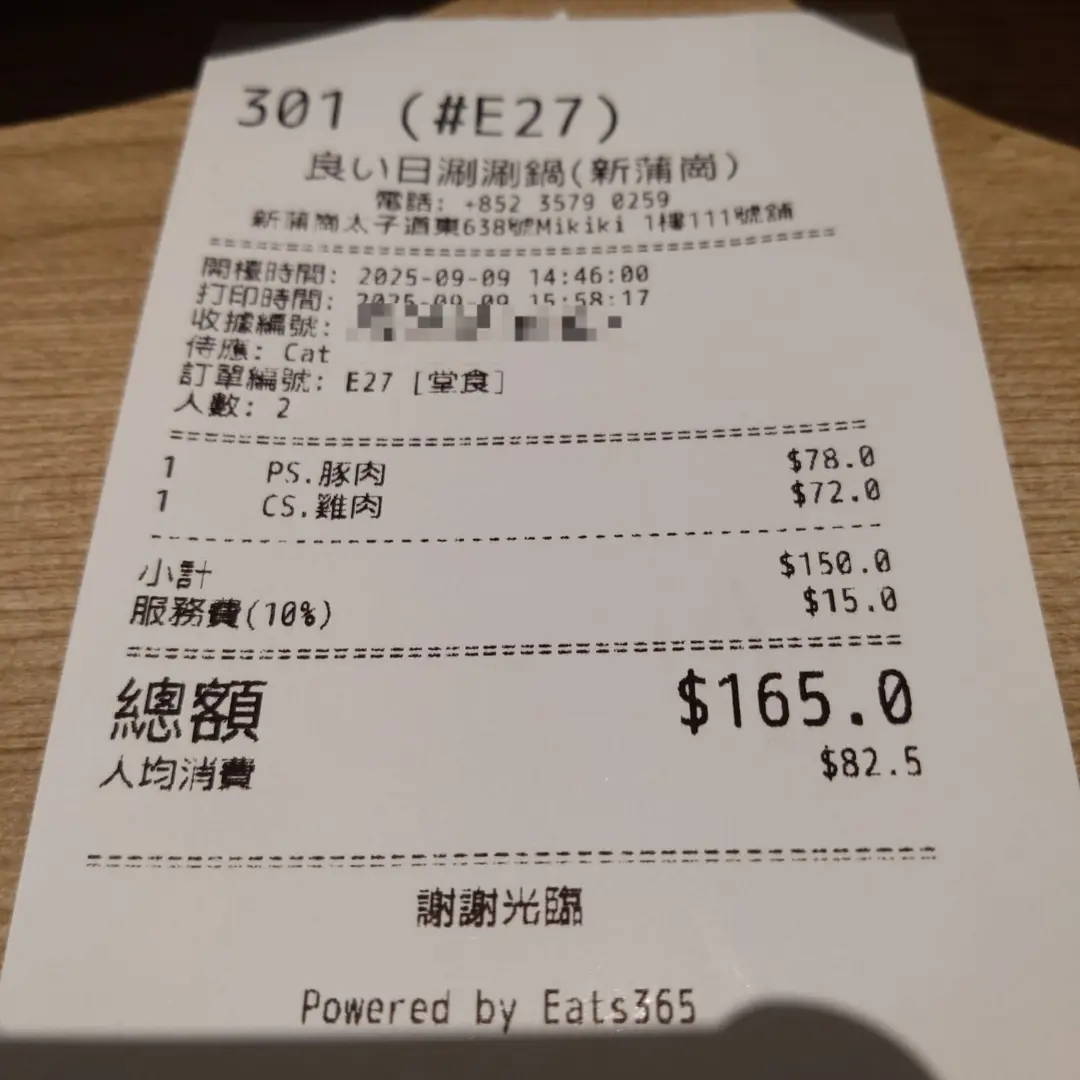 301 (#E27)
良い日涮涮鍋(新蒲崗)
電話: +852 3579 0259
新蒲崗太子道東638號Mikiki 1樓111號舖
開檯時間: 2025-09-09 14:46:00
打印時間: 2025-09-09 15:58:17
收據編號:
侍應: Cat
訂單編號: E27 [堂食]
人數: 2
1 PS.豚肉 $78.0
1 CS.雞肉 $72.0
小計 $150.0
服務費(10%) $15.0
總額 $165.0
人均消費 $82.5
謝謝光臨
Powered by Eats365